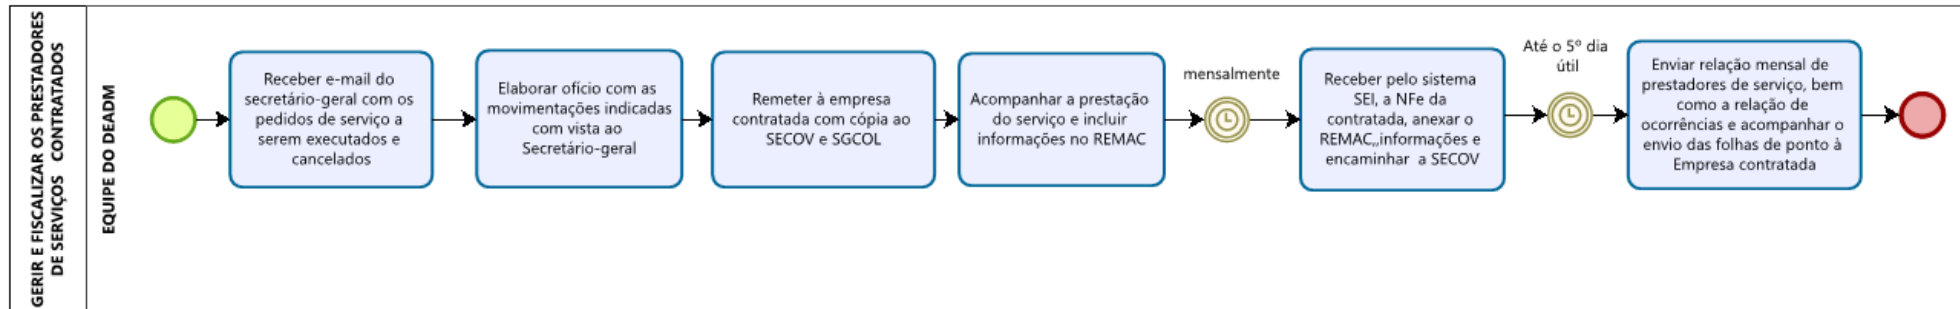 GERIR E FISCALIZAR OS PRESTADORES
DE SERVIÇOS CONTRATADOS
EQUIPE DO DEADM
Receber e-mail do
secretário-geral com os
pedidos de serviço a
serem executados e
cancelados
Elaborar ofício com as
movimentações indicadas
com vista ao
Secretário-geral
Remeter à empresa
contratada com cópia ao
SECOV e SGCOL
Acompanhar a prestação
do serviço e incluir
informações no REMAC
mensalmente
Receber pelo sistema
SEI, a NFe da
contratada, anexar o
REMAC,,informações e
encaminhar a SECOV
Até o 5º dia
útil
Enviar relação mensal de
prestadores de serviço, bem
como a relação de
ocorrências e acompanhar o
envio das folhas de ponto à
Empresa contratada